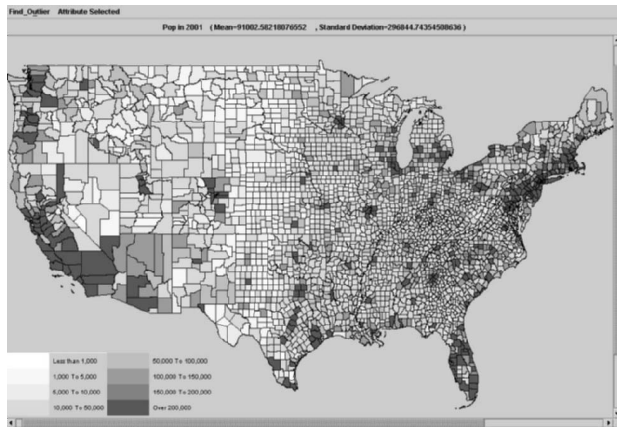 Find_Outlier Attribute Selected
Pop in 2001 (Mean=91002.58218076552 , Standard Deviation=296844.74354508636 )
Less than 1,000
1,000 To 5,000
5,000 To 10,000
10,000 To 50,000
50,000 To 100,000
100,000 To 150,000
150,000 To 200,000
Over 200,000